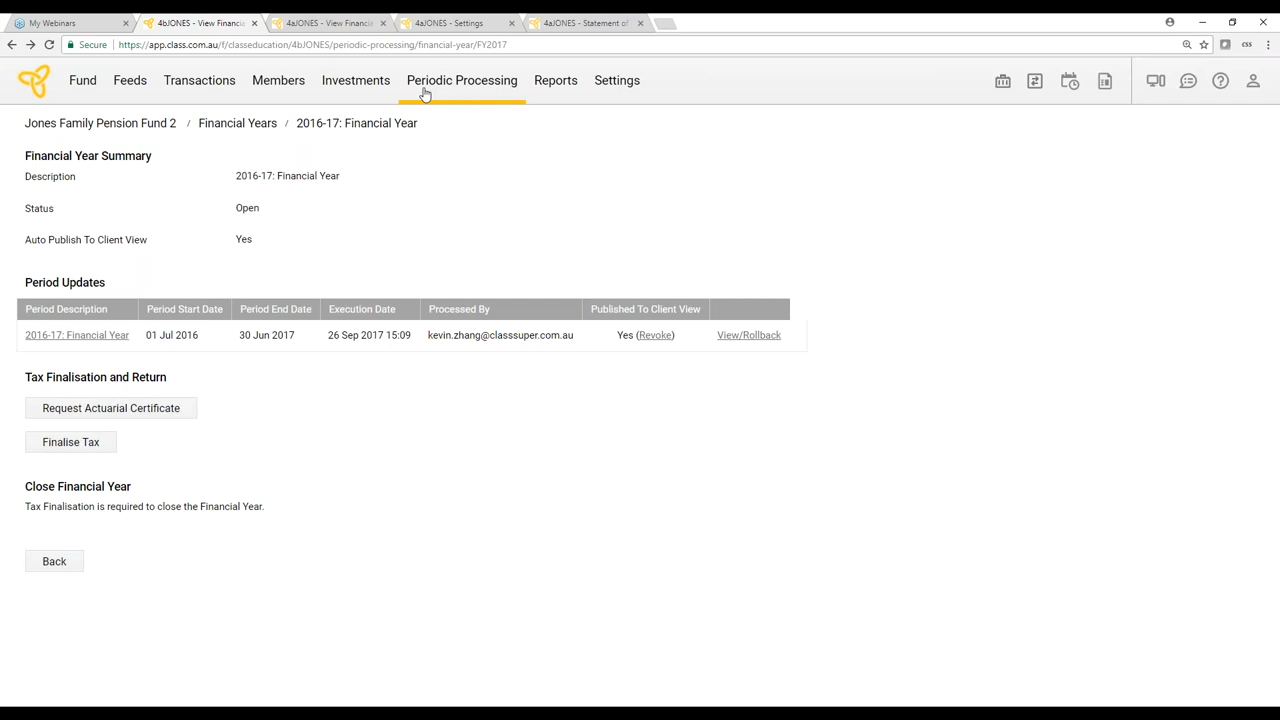 My Webinars
4bJONES - View Financia
4aJONES - View Financia
4aJONES - Settings
4aJONES - Statement of
Secure https://app.class.com.au/f/classeducation/4bJONES/periodic-processing/financial-year/FY2017
css
Fund Feeds Transactions Members Investments Periodic Processing Reports Settings
Jones Family Pension Fund 2 / Financial Years / 2016-17: Financial Year
Financial Year Summary
Description 2016-17: Financial Year
Status Open
Auto Publish To Client View Yes
Period Updates
Period Description Period Start Date Period End Date Execution Date Processed By Published To Client View
2016-17: Financial Year 01 Jul 2016 30 Jun 2017 26 Sep 2017 15:09 kevin.zhang@classsuper.com.au Yes (Revoke) View/Rollback
Tax Finalisation and Return
Request Actuarial Certificate
Finalise Tax
Close Financial Year
Tax Finalisation is required to close the Financial Year.
Back